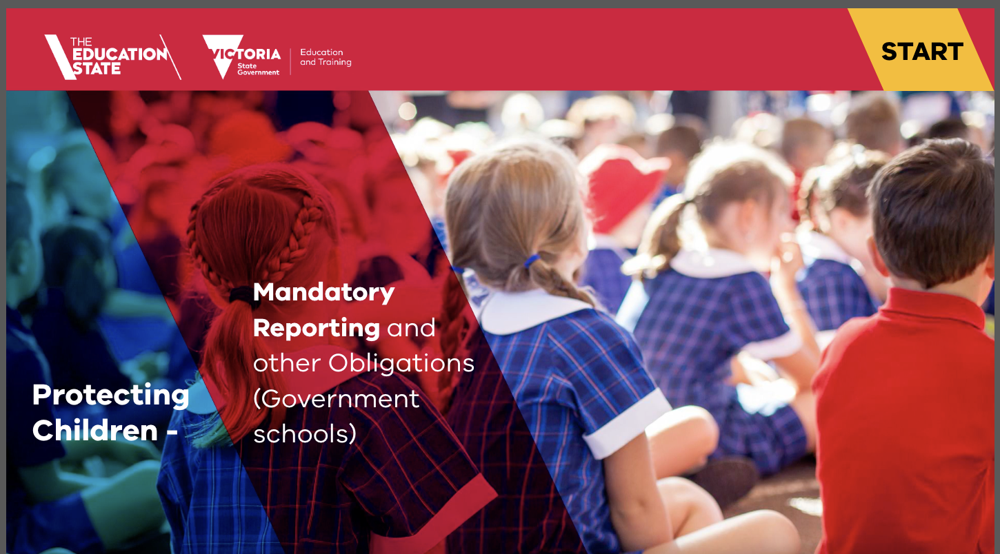 THE
EDUCATION
STATE
VICTORIA
State
Government
Education
and Training
START
Protecting
Children -
Mandatory
Reporting and
other Obligations
(Government
schools)